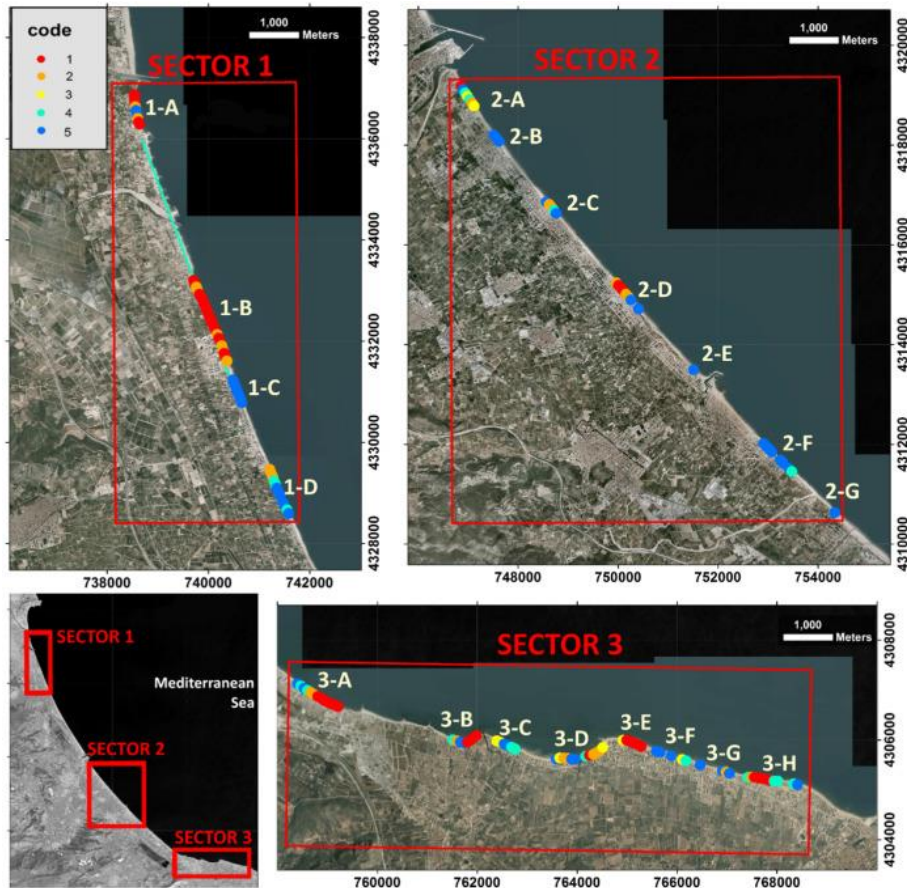 code
1
2
3
4
5
1,000
Meters
SECTOR 1
1-A
1-B
1-C
1-D
4338000
4336000
4334000
4332000
4330000
4328000
738000 740000 742000
1,000
Meters
SECTOR 2
2-A
2-B
2-C
2-D
2-E
2-F
2-G
4320000
4318000
4316000
4314000
4312000
4310000
748000 750000 752000 754000
SECTOR 1
Mediterranean
Sea
SECTOR 2
SECTOR 3
1,000
Meters
SECTOR 3
3-A
3-B
3-C
3-D
3-E
3-F
3-G
3-H
4308000
4306000
4304000
760000 762000 764000 766000 768000